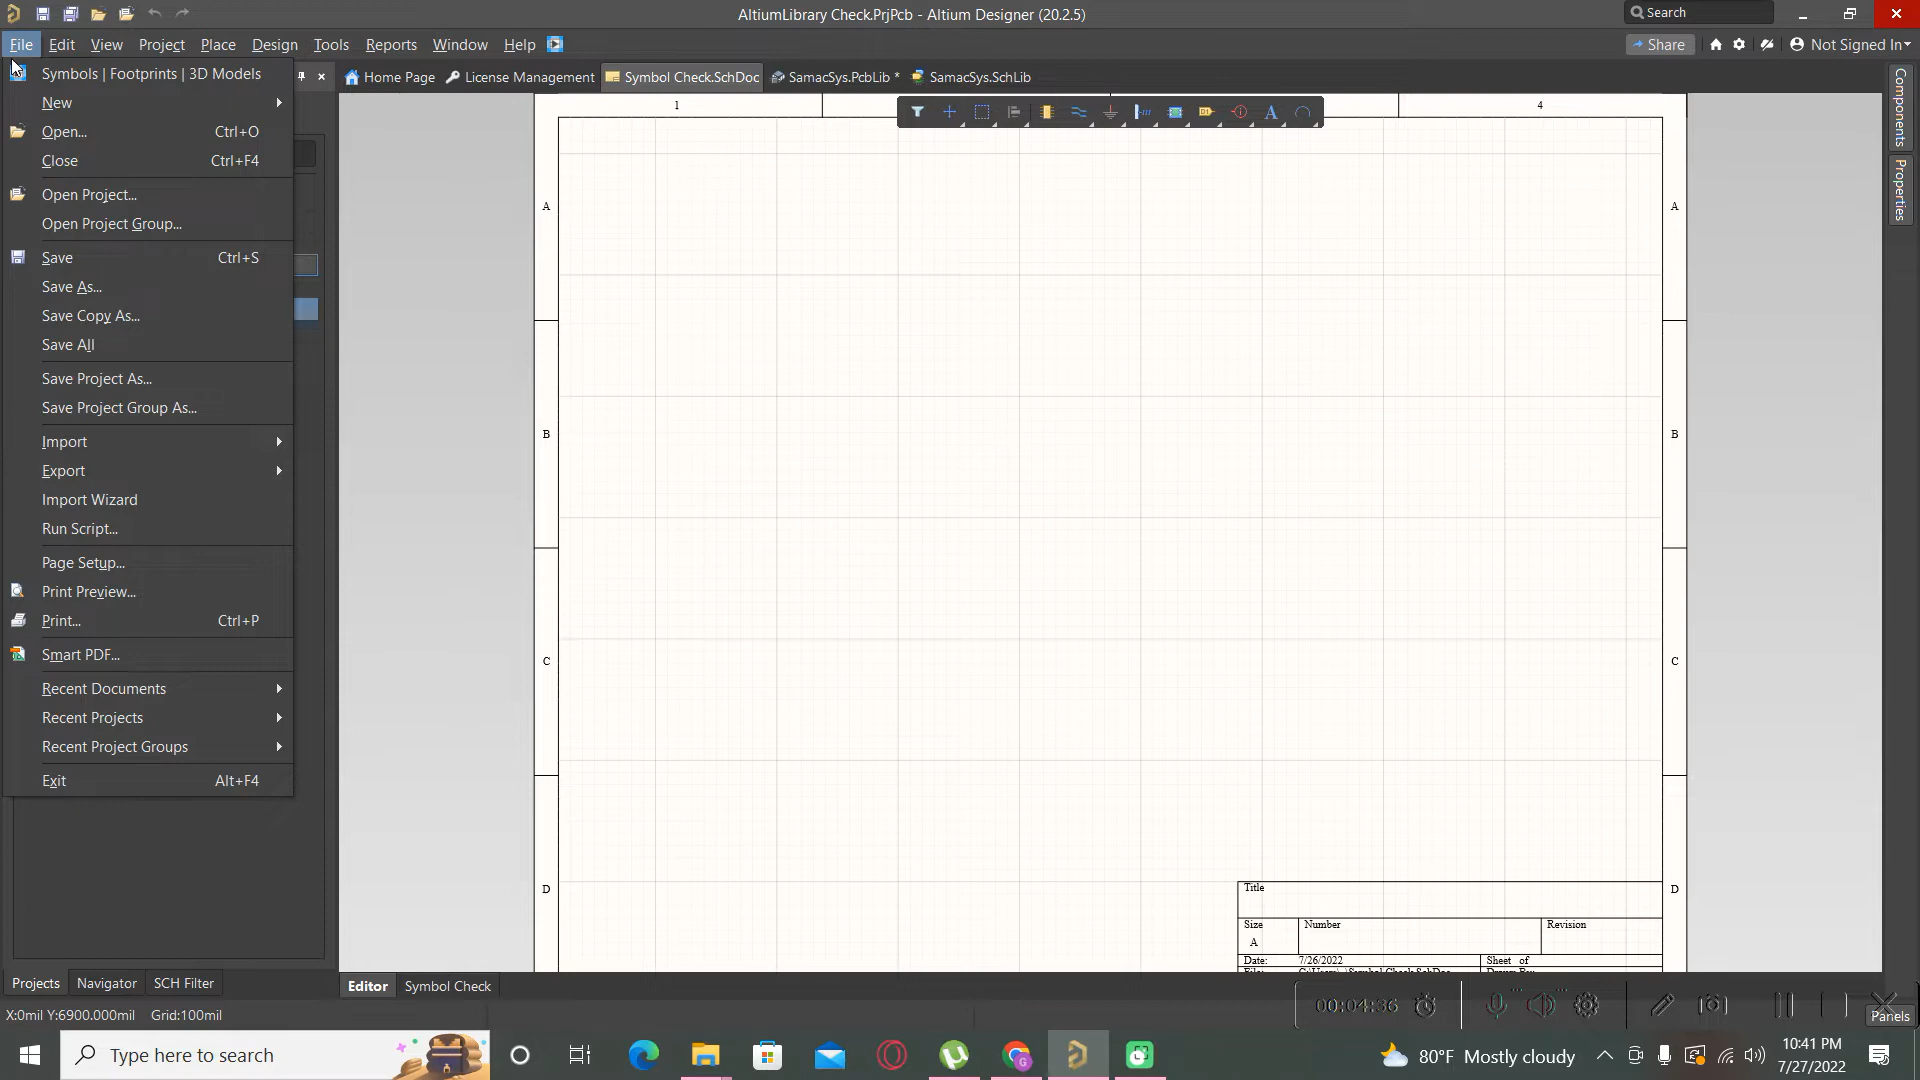 AltiumLibrary Check.PrjPcb - Altium Designer (20.2.5)
Search
File Edit View Project Place Design Tools Reports Window Help
Share
Not Signed In
Home Page
License Management
Symbol Check.SchDoc
SamacSys.PcbLib *
SamacSys.SchLib
Symbols | Footprints | 3D Models
New
Open... Ctrl+O
Close Ctrl+F4
Open Project...
Open Project Group...
Save Ctrl+S
Save As...
Save Copy As...
Save All
Save Project As...
Save Project Group As...
Import
Export
Import Wizard
Run Script...
Page Setup...
Print Preview...
Print... Ctrl+P
Smart PDF...
Recent Documents
Recent Projects
Recent Project Groups
Exit Alt+F4
1
4
A
A
B
B
C
C
D
D
Title
Size
Number
Revision
A
Date: 7/26/2022
Sheet of
Components
Properties
Projects
Navigator
SCH Filter
Editor
Symbol Check
X:0mil Y:6900.000mil Grid:100mil
00:04:36
Panels
Type here to search
80°F Mostly cloudy
10:41 PM
7/27/2022